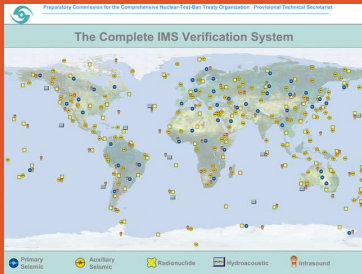 Preparatory Commission for the Comprehensive Nuclear-Test-Ban Treaty Organization Provisional Technical Secretariat
The Complete IMS Verification System
Primary Seismic
Auxiliary Seismic
Radionuclide
Hydroacoustic
Infrasound